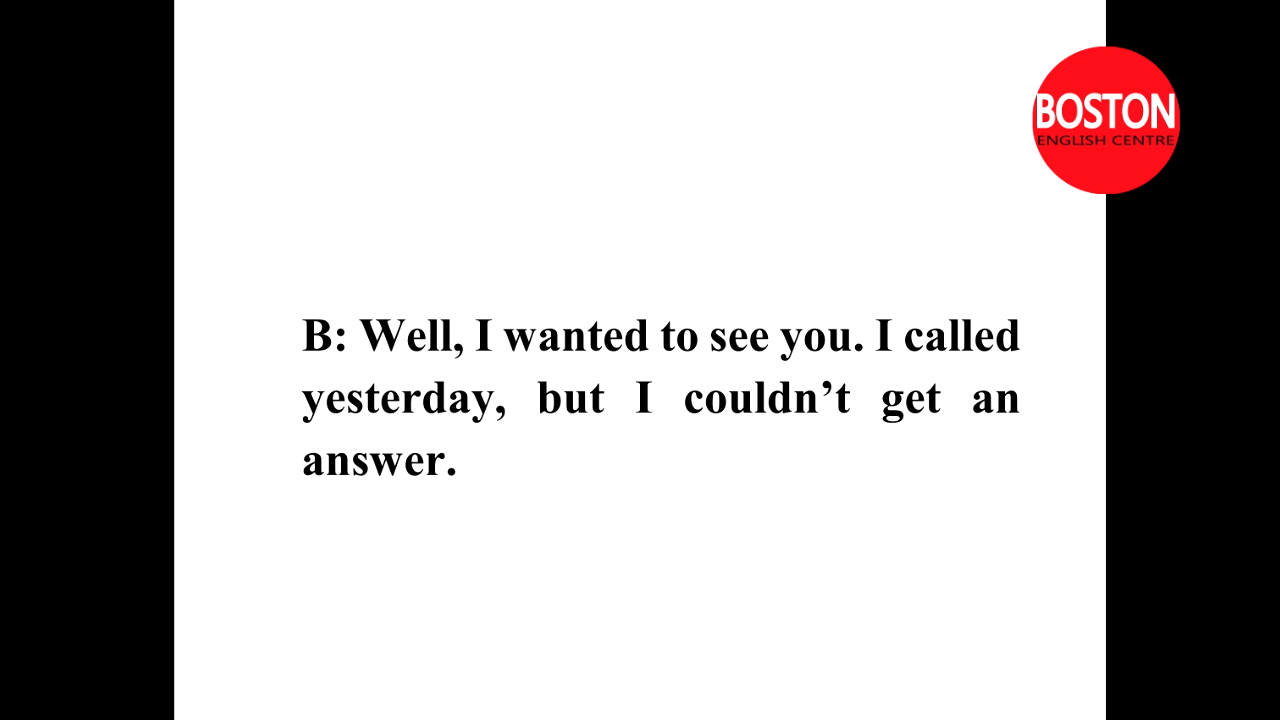 BOSTON
ENGLISH CENTRE
B: Well, I wanted to see you. I called
yesterday, but I couldn’t get an
answer.